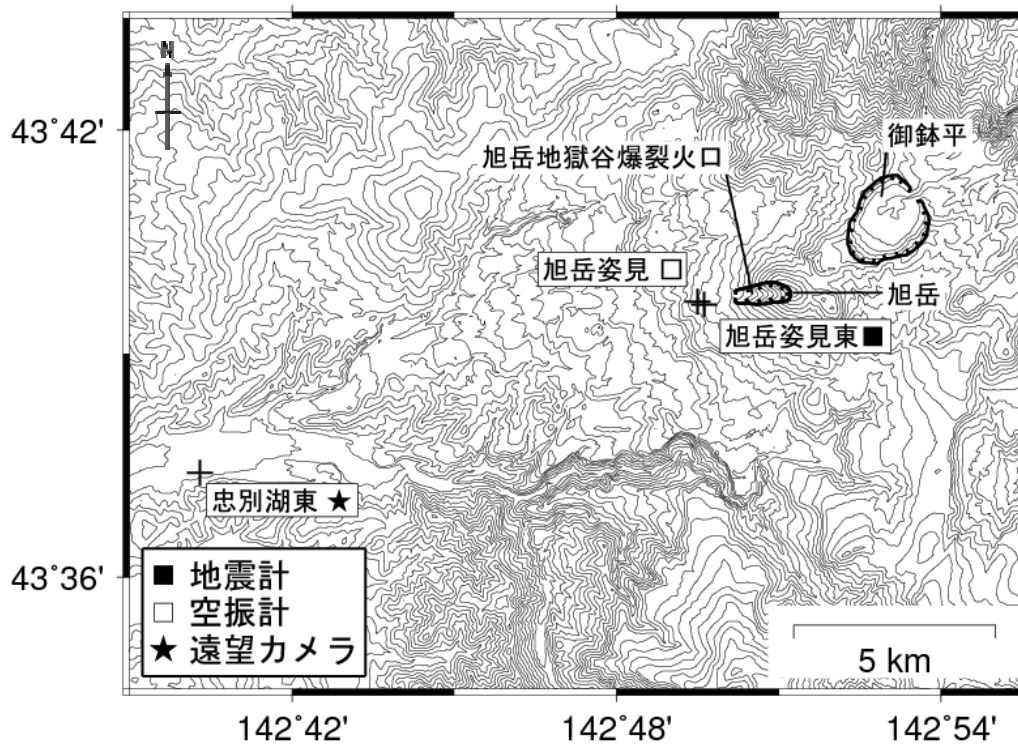 N
43°42'
御鉢平
旭岳地獄谷爆裂火口
旭岳姿見 □
旭岳
旭岳姿見東■
忠別湖東 ★
43°36'
■ 地震計
□ 空振計
★ 遠望カメラ
5 km
142°42'
142°48'
142°54'